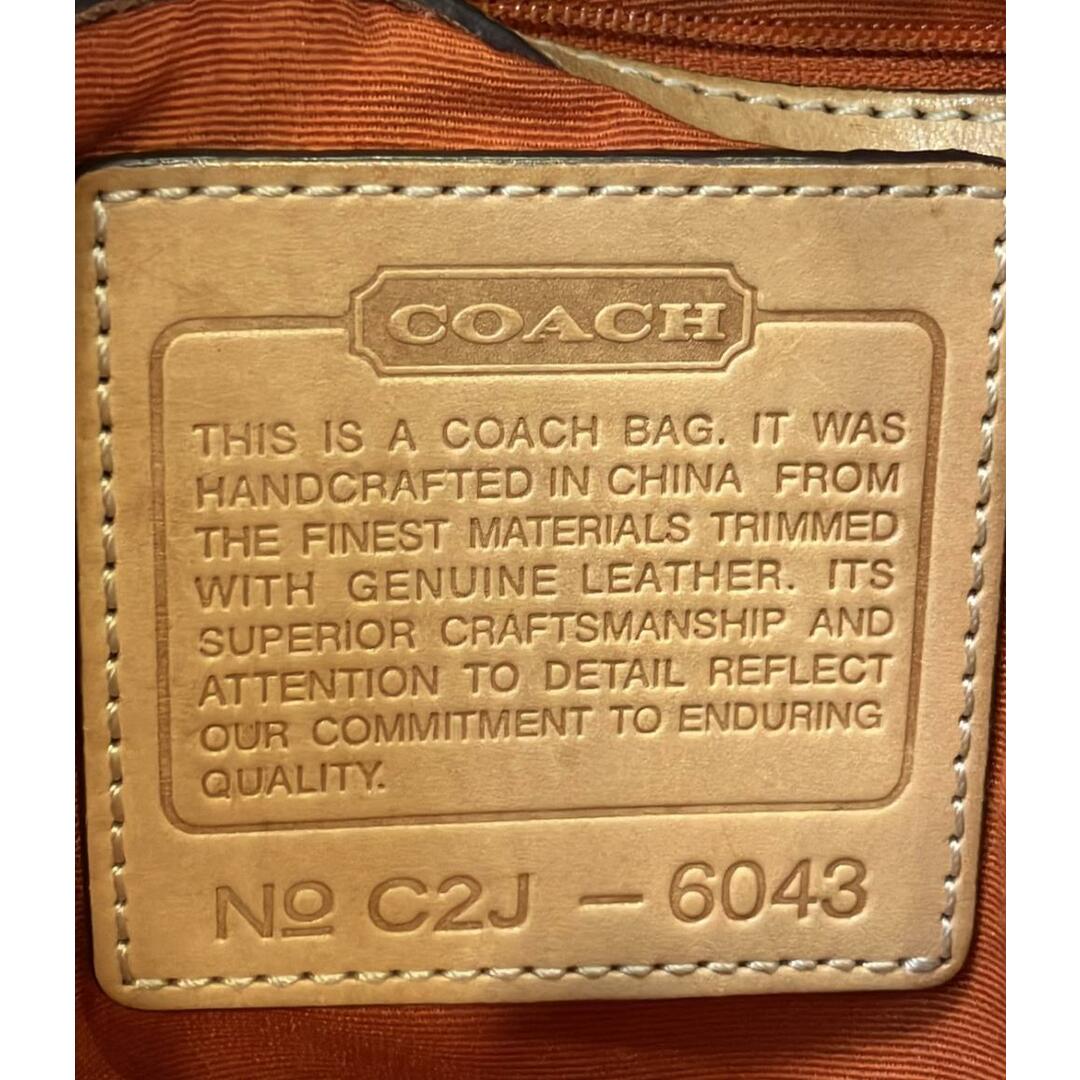 COACH
THIS IS A COACH BAG. IT WAS
HANDCRAFTED IN CHINA FROM
THE FINEST MATERIALS TRIMMED
WITH GENUINE LEATHER. ITS
SUPERIOR CRAFTSMANSHIP AND
ATTENTION TO DETAIL REFLECT
OUR COMMITMENT TO ENDURING
QUALITY.
No C2J – 6043